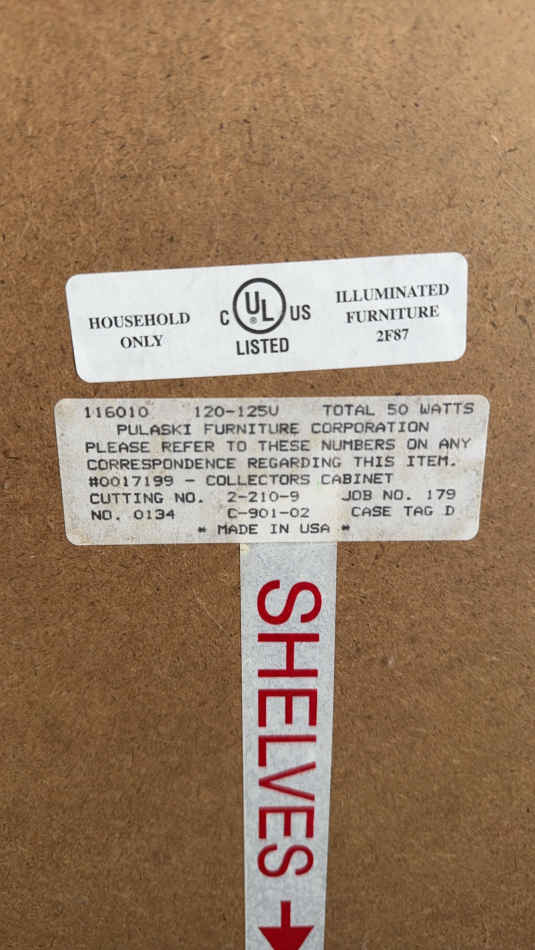 HOUSEHOLD
ONLY
C UL ® US
LISTED
ILLUMINATED
FURNITURE
2F87
116010 120-125V TOTAL 50 WATTS
PULASKI FURNITURE CORPORATION
PLEASE REFER TO THESE NUMBERS ON ANY
CORRESPONDENCE REGARDING THIS ITEM.
#0017199 - COLLECTORS CABINET
CUTTING NO. 2-210-9 JOB NO. 179
NO. 0134 C-901-02 CASE TAG D
* MADE IN USA *
SHELVES